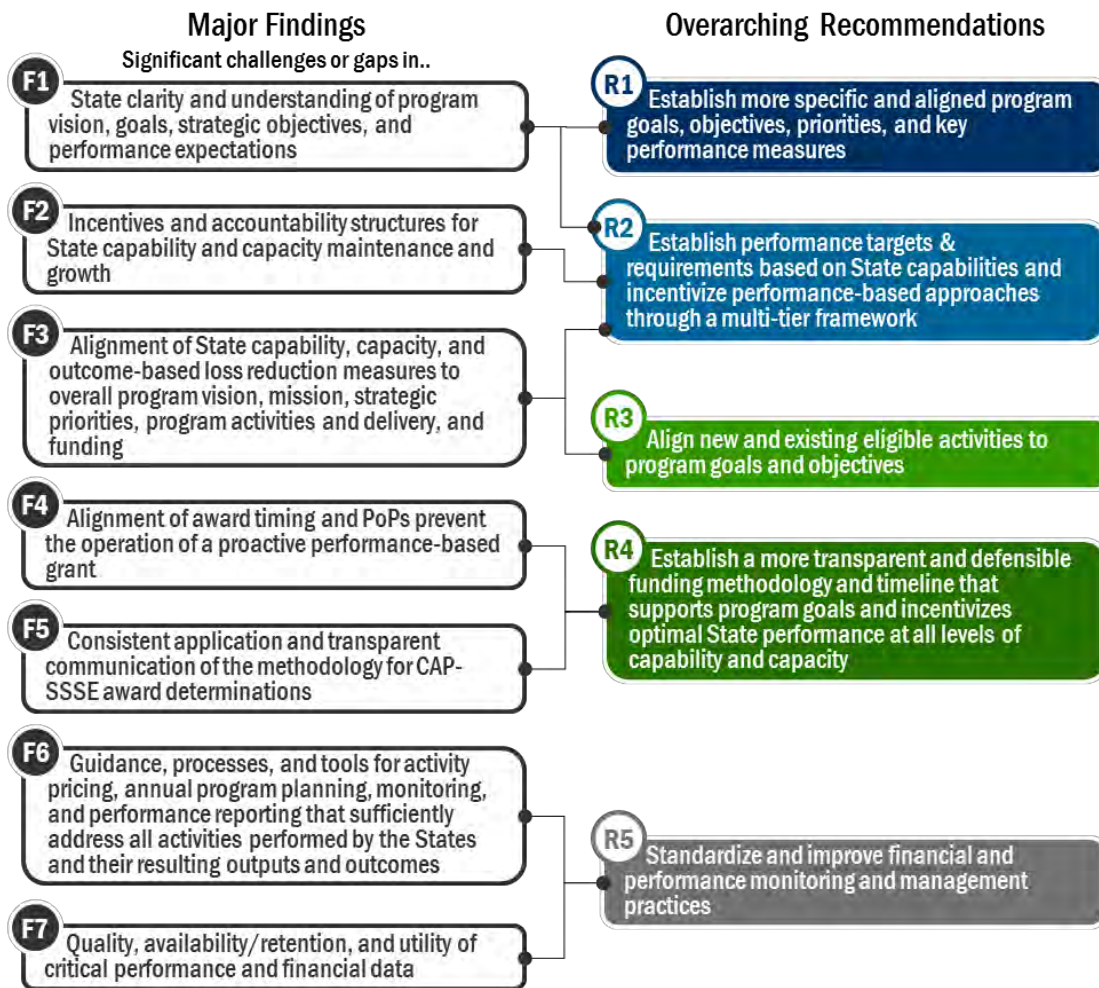 Major Findings
Significant challenges or gaps in..
F1
State clarity and understanding of program
vision, goals, strategic objectives, and
performance expectations
F2
Incentives and accountability structures for
State capability and capacity maintenance and
growth
F3
Alignment of State capability, capacity, and
outcome-based loss reduction measures to
overall program vision, mission, strategic
priorities, program activities and delivery, and
funding
F4
Alignment of award timing and PoPs prevent
the operation of a proactive performance-based
grant
F5
Consistent application and transparent
communication of the methodology for CAP-
SSSE award determinations
F6
Guidance, processes, and tools for activity
pricing, annual program planning, monitoring,
and performance reporting that sufficiently
address all activities performed by the States
and their resulting outputs and outcomes
F7
Quality, availability/retention, and utility of
critical performance and financial data
Overarching Recommendations
R1
Establish more specific and aligned program
goals, objectives, priorities, and key
performance measures
R2
Establish performance targets &
requirements based on State capabilities and
incentivize performance-based approaches
through a multi-tier framework
R3
Align new and existing eligible activities to
program goals and objectives
R4
Establish a more transparent and defensible
funding methodology and timeline that
supports program goals and incentivizes
optimal State performance at all levels of
capability and capacity
R5
Standardize and improve financial and
performance monitoring and management
practices